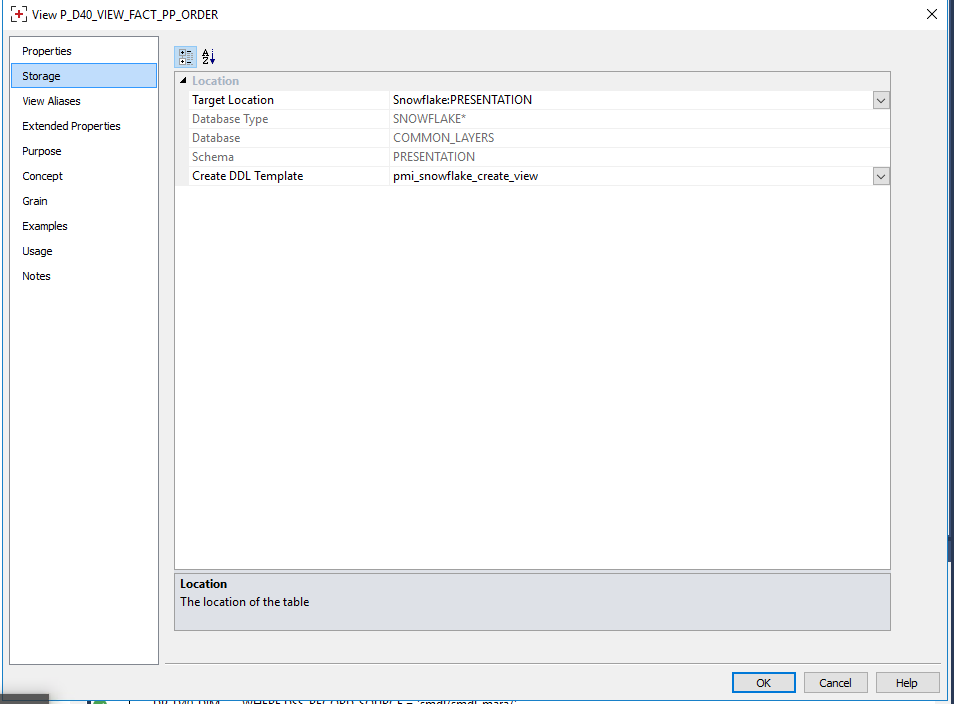 View P_D40_VIEW_FACT_PP_ORDER
Properties
Storage
View Aliases
Extended Properties
Purpose
Concept
Grain
Examples
Usage
Notes
Location
Target Location Snowflake:PRESENTATION
Database Type SNOWFLAKE*
Database COMMON_LAYERS
Schema PRESENTATION
Create DDL Template pmi_snowflake_create_view
Location
The location of the table
OK Cancel Help